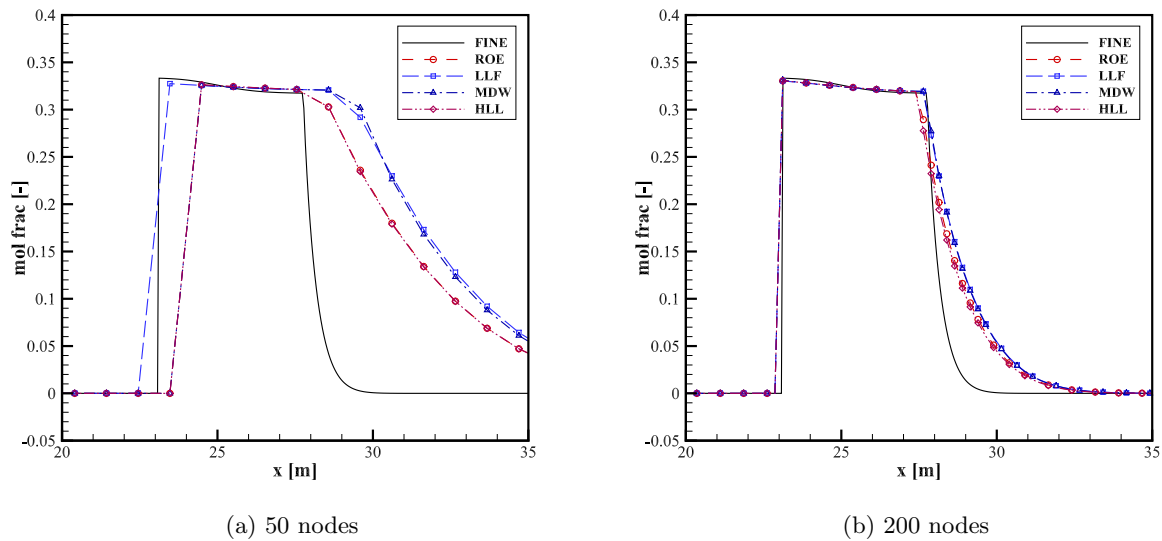 0.4
0.35
0.3
0.25
0.2
0.15
0.1
0.05
0
-0.05
mol frac [-]
20
25
30
35
x [m]
FINE
ROE
LLF
MDW
HLL
(a) 50 nodes
0.4
0.35
0.3
0.25
0.2
0.15
0.1
0.05
0
-0.05
mol frac [-]
20
25
30
35
x [m]
FINE
ROE
LLF
MDW
HLL
(b) 200 nodes